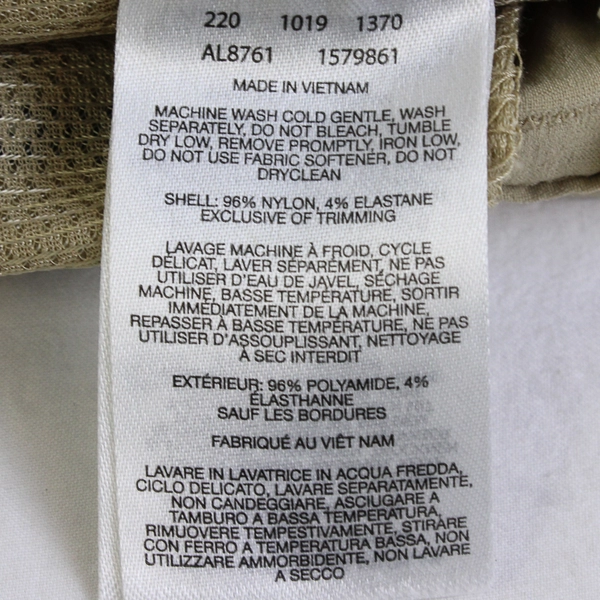 220 1019 1370
AL8761 1579861
MADE IN VIETNAM
MACHINE WASH COLD GENTLE, WASH
SEPARATELY, DO NOT BLEACH, TUMBLE
DRY LOW, REMOVE PROMPTLY, IRON LOW,
DO NOT USE FABRIC SOFTENER, DO NOT
DRYCLEAN
SHELL: 96% NYLON, 4% ELASTANE
EXCLUSIVE OF TRIMMING
LAVAGE MACHINE À FROID, CYCLE
DÉLICAT, LAVER SÉPARÉMENT, NE PAS
UTILISER D'EAU DE JAVEL, SÉCHAGE
MACHINE, BASSE TEMPÉRATURE, SORTIR
IMMÉDIATEMENT DE LA MACHINE,
REPASSER À BASSE TEMPÉRATURE, NE PAS
UTILISER D'ASSOUPLISSANT, NETTOYAGE
À SEC INTERDIT
EXTÉRIEUR: 96% POLYAMIDE, 4%
ÉLASTHANNE
SAUF LES BORDURES
FABRIQUÉ AU VIÊT NAM
LAVARE IN LAVATRICE IN ACQUA FREDDA,
CICLO DELICATO, LAVARE SEPARATAMENTE,
NON CANDEGGIARE, ASCIUGARE A
TAMBURO A BASSA TEMPERATURA,
RIMUOVERE TEMPESTIVAMENTE, STIRARE
CON FERRO A TEMPERATURA BASSA, NON
UTILIZZARE AMMORBIDENTE, NON LAVARE
A SECCO